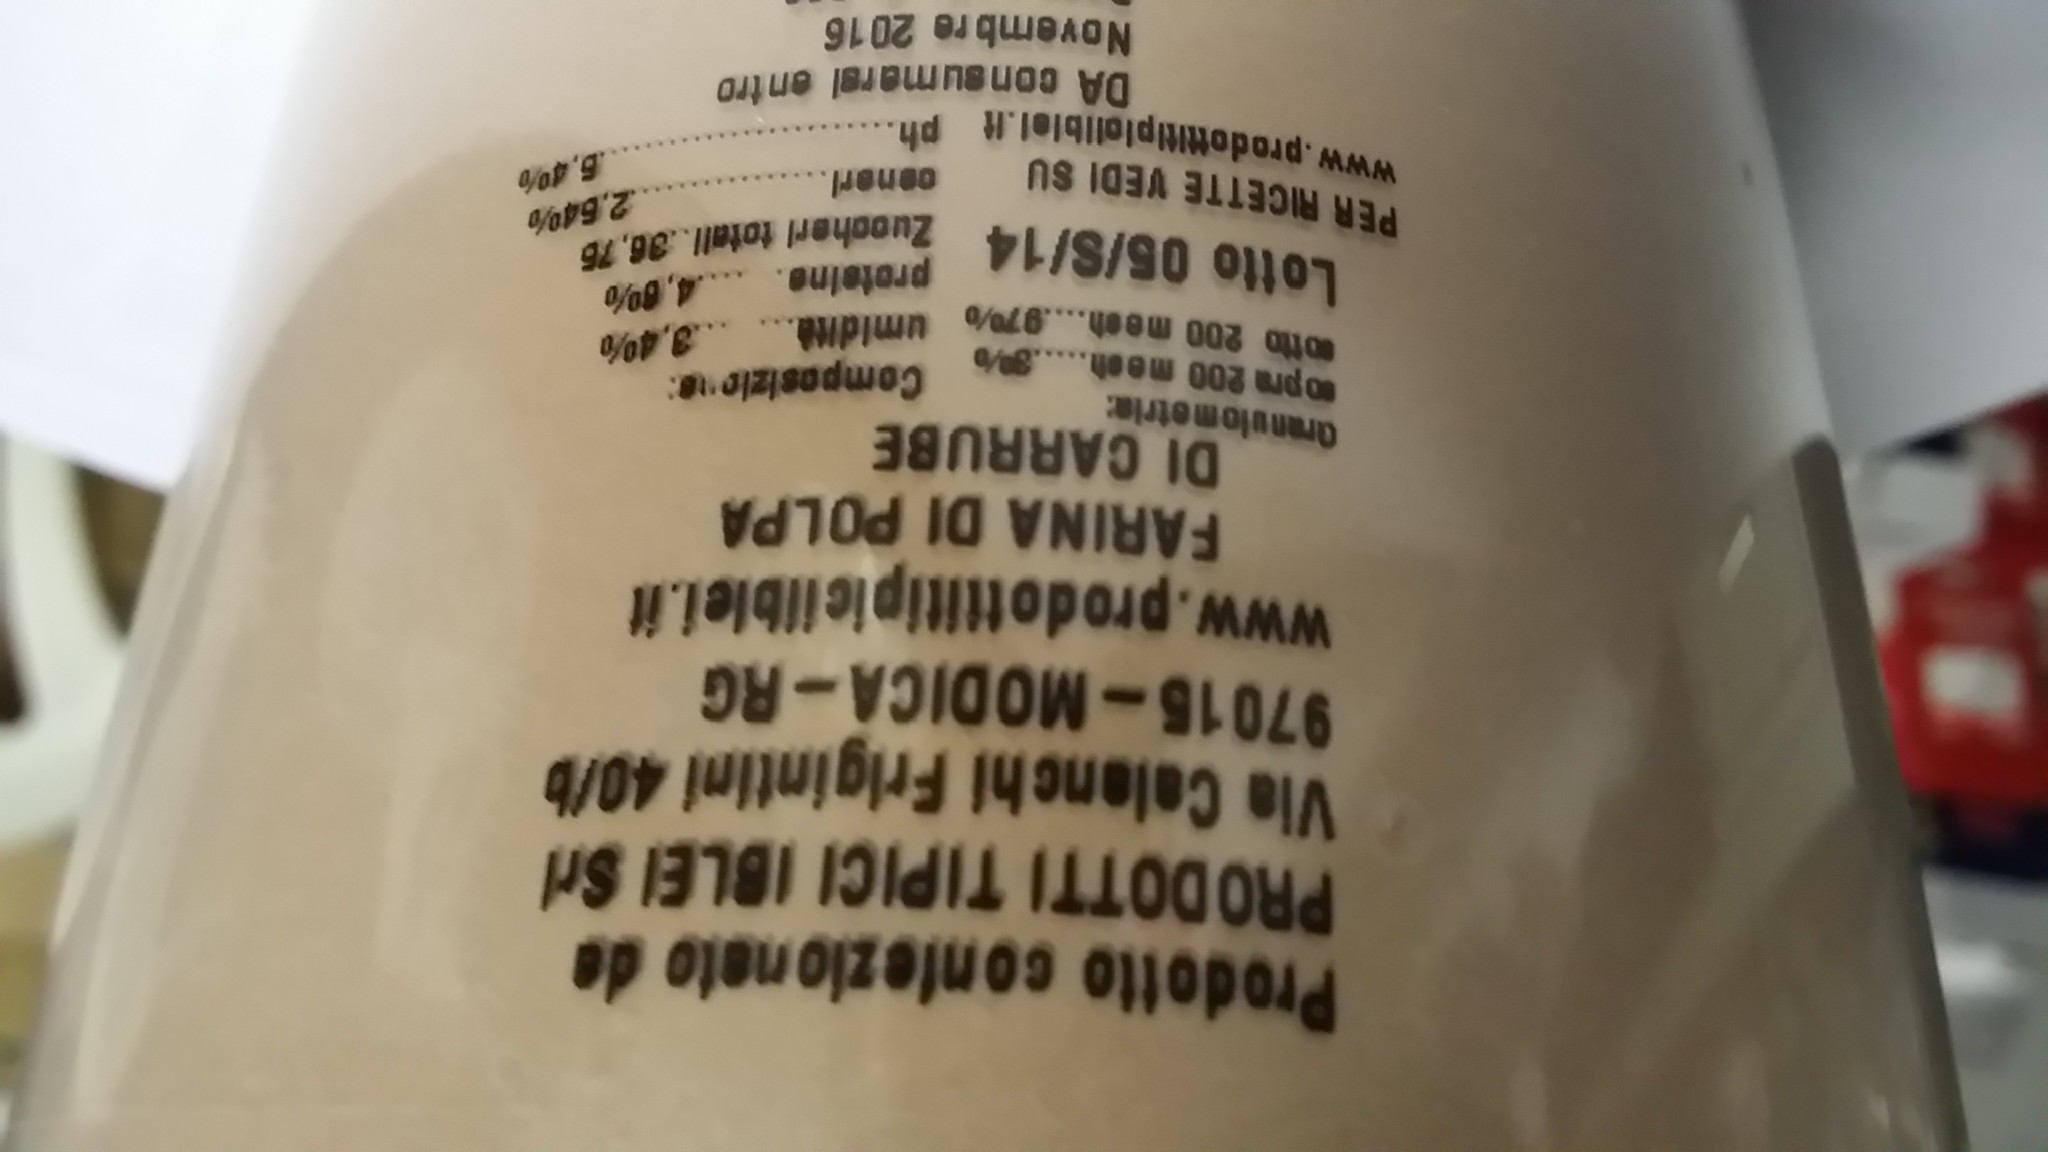 Prodotto confezionato da
PRODOTTI TIPICI IBLEI Srl
Via Calanchi Frigintini 40/b
97015 – MODICA – RG
www.prodottitipiciiblei.it
FARINA DI POLPA
DI CARRUBE
Granulometria:
sopra 200 mesh.....3%
sotto 200 mesh....97%
Lotto 05/S/14
PER RICETTE VEDI SU
www.prodottitipiciiblei.it
Composizione:
umidità... ...3,4%
proteine. .....4,6%
Zuccheri totali..36,75
ceneri..................2,54%
ph.........................5,4%
DA consumarsi entro
Novembre 2016